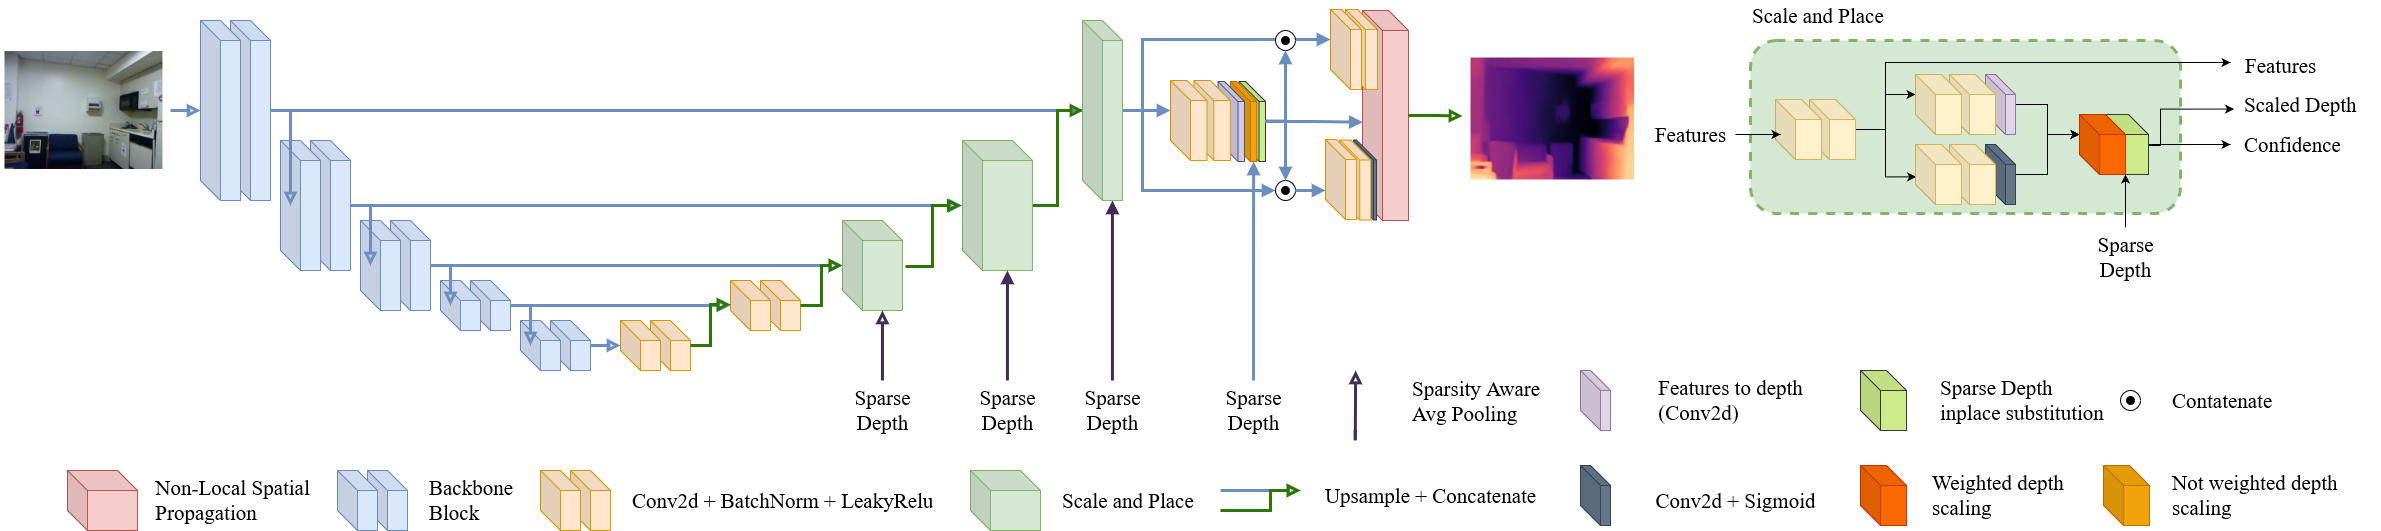 Scale and Place
Features
Features
Scaled Depth
Confidence
Sparse
Depth
Sparse
Depth
Sparse
Depth
Sparse
Depth
Sparse
Depth
Sparsity Aware
Avg Pooling
Features to depth
(Conv2d)
Sparse Depth
inplace substitution
Contatenate
Non-Local Spatial
Propagation
Backbone
Block
Conv2d + BatchNorm + LeakyRelu
Scale and Place
Upsample + Concatenate
Conv2d + Sigmoid
Weighted depth
scaling
Not weighted depth
scaling